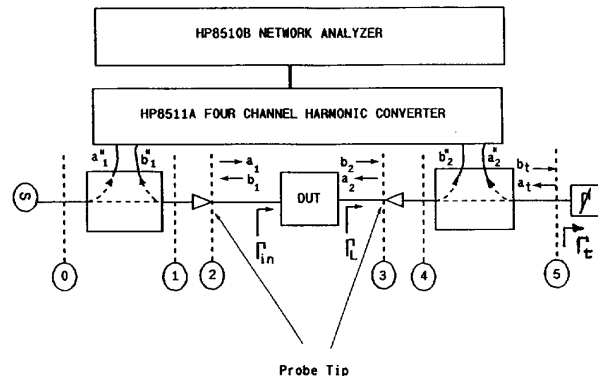 HP8510B NETWORK ANALYZER
HP8511A FOUR CHANNEL HARMONIC CONVERTER
a"1 b"1 b"2 a"2
a1 b2 bt
b1 a2 at
S DUT
Γin ΓL Γt
0 1 2 3 4 5
Probe Tip